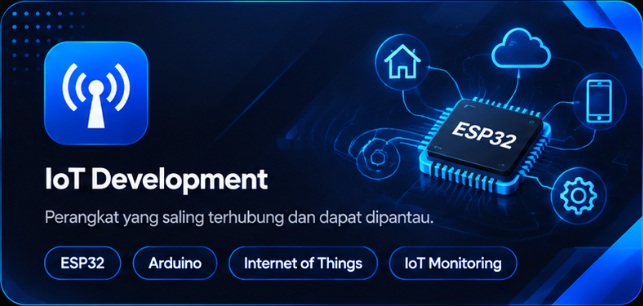 ESP32
IoT Development
Perangkat yang saling terhubung dan dapat dipantau.
ESP32
Arduino
Internet of Things
IoT Monitoring